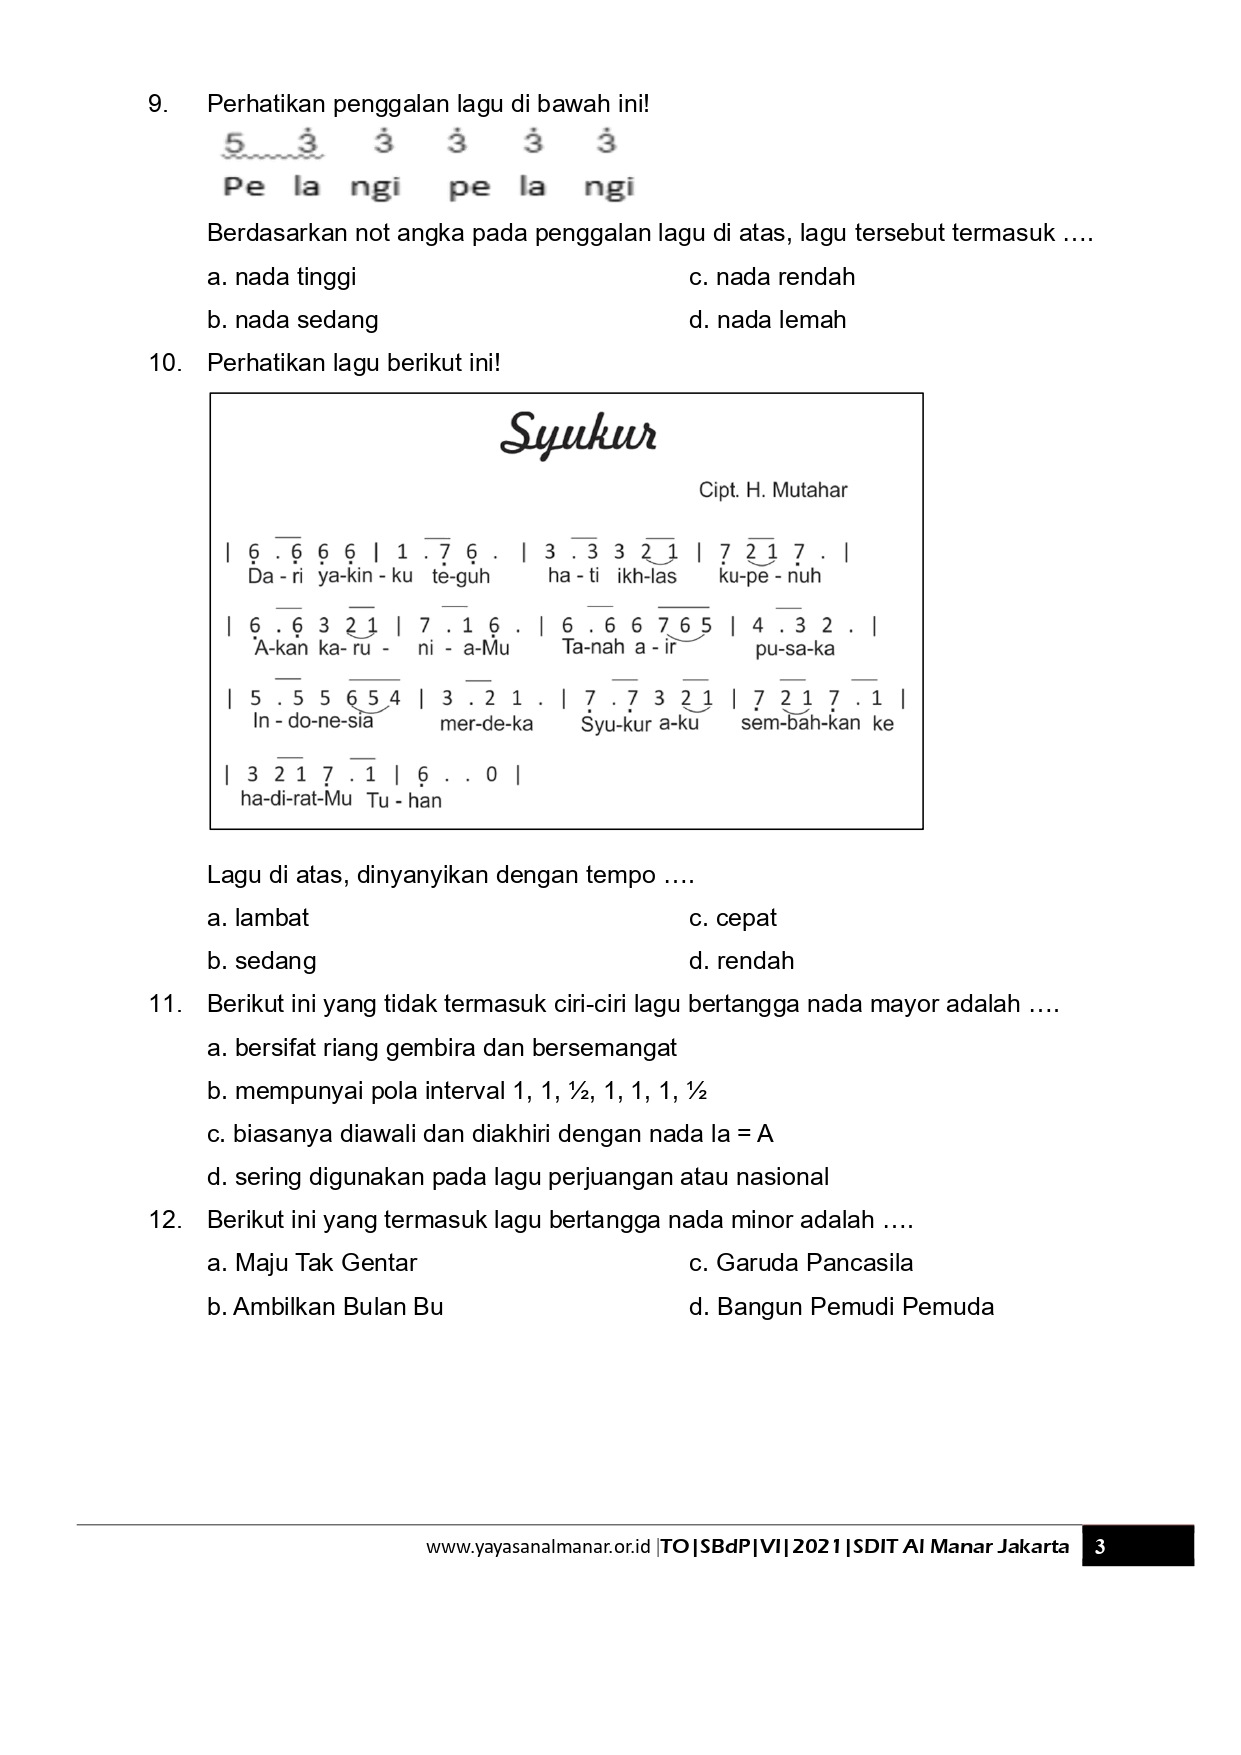 9. Perhatikan penggalan lagu di bawah ini!
5 3̇ 3̇ 3̇ 3̇ 3̇
Pe la ngi pe la ngi
Berdasarkan not angka pada penggalan lagu di atas, lagu tersebut termasuk ….
a. nada tinggi c. nada rendah
b. nada sedang d. nada lemah
10. Perhatikan lagu berikut ini!
Syukur
Cipt. H. Mutahar
| 6̣ . 6̣ 6̣ 6̣ | 1 . 7̣ 6̣ . | 3 . 3 3 2 1 | 7̣ 2 1 7̣ . |
Da - ri ya-kin - ku te-guh ha - ti ikh-las ku-pe - nuh
| 6̣ . 6̣ 3 2 1 | 7 . 1 6̣ . | 6 . 6 6 7 6 5 | 4 . 3 2 . |
A-kan ka- ru - ni - a-Mu Ta-nah a - ir pu-sa-ka
| 5 . 5 5 6 5 4 | 3 . 2 1 . | 7̣ . 7̣ 3 2 1 | 7̣ 2 1 7̣ . 1 |
In - do-ne-sia mer-de-ka Syu-kur a-ku sem-bah-kan ke
| 3 2 1 7̣ . 1 | 6̣ . . 0 |
ha-di-rat-Mu Tu - han
Lagu di atas, dinyanyikan dengan tempo ….
a. lambat c. cepat
b. sedang d. rendah
11. Berikut ini yang tidak termasuk ciri-ciri lagu bertangga nada mayor adalah ….
a. bersifat riang gembira dan bersemangat
b. mempunyai pola interval 1, 1, ½, 1, 1, 1, ½
c. biasanya diawali dan diakhiri dengan nada la = A
d. sering digunakan pada lagu perjuangan atau nasional
12. Berikut ini yang termasuk lagu bertangga nada minor adalah ….
a. Maju Tak Gentar c. Garuda Pancasila
b. Ambilkan Bulan Bu d. Bangun Pemudi Pemuda
www.yayasanalmanar.or.id |TO|SBdP|VI|2021|SDIT Al Manar Jakarta 3